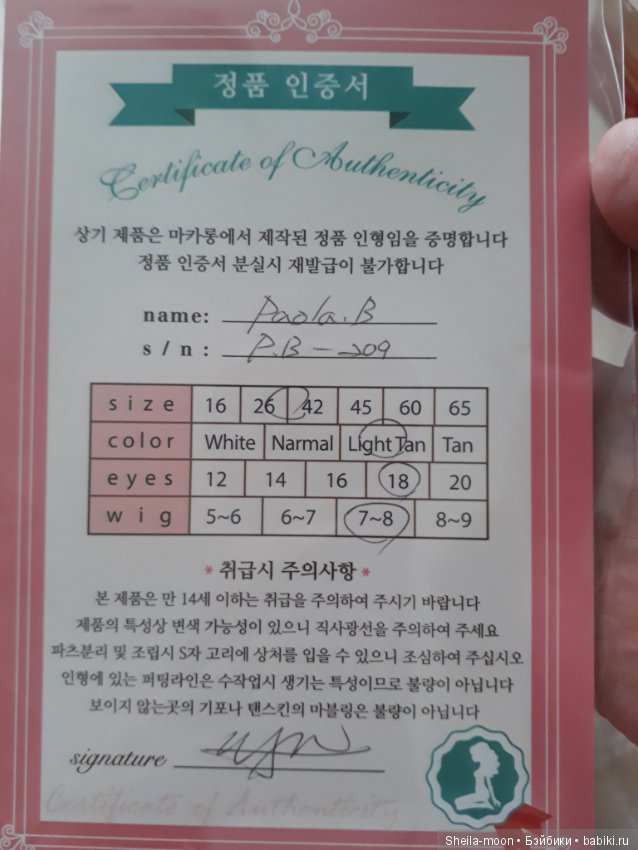 정품 인증서
Certificate of Authenticity
상기 제품은 마카롱에서 제작된 정품 인형임을 증명합니다
정품 인증서 분실시 재발급이 불가합니다
name: Paola.B
s / n : P.B - 209
size 16 26 42 45 60 65
color White Narmal Light Tan Tan
eyes 12 14 16 18 20
wig 5~6 6~7 7~8 8~9
* 취급시 주의사항 *
본 제품은 만 14세 이하는 취급을 주의하여 주시기 바랍니다
제품의 특성상 변색 가능성이 있으니 직사광선을 주의하여 주세요
파츠분리 및 조립시 S자 고리에 상처를 입을 수 있으니 조심하여 주십시오
인형에 있는 퍼팅라인은 수작업시 생기는 특성이므로 불량이 아닙니다
보이지 않는곳의 기포나 탠스킨의 마블링은 불량이 아닙니다
signature
Certificate of Authenticity
Sheila-moon • Бэйбики • babiki.ru